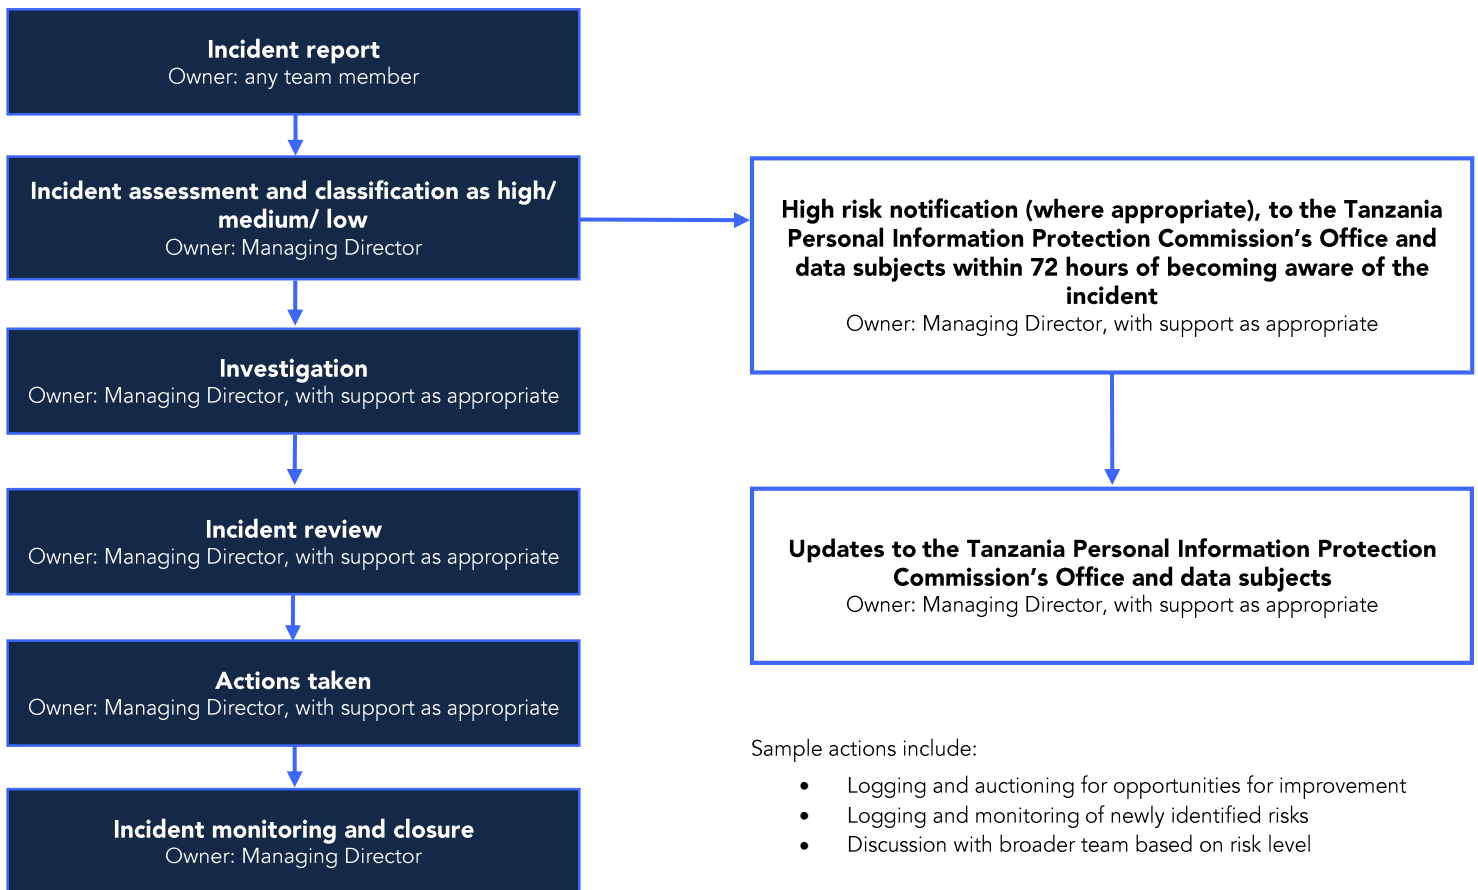 Incident report
Owner: any team member
Incident assessment and classification as high/
medium/ low
Owner: Managing Director
High risk notification (where appropriate), to the Tanzania
Personal Information Protection Commission’s Office and
data subjects within 72 hours of becoming aware of the
incident
Owner: Managing Director, with support as appropriate
Investigation
Owner: Managing Director, with support as appropriate
Incident review
Owner: Managing Director, with support as appropriate
Updates to the Tanzania Personal Information Protection
Commission’s Office and data subjects
Owner: Managing Director, with support as appropriate
Actions taken
Owner: Managing Director, with support as appropriate
Incident monitoring and closure
Owner: Managing Director
Sample actions include:
• Logging and auctioning for opportunities for improvement
• Logging and monitoring of newly identified risks
• Discussion with broader team based on risk level